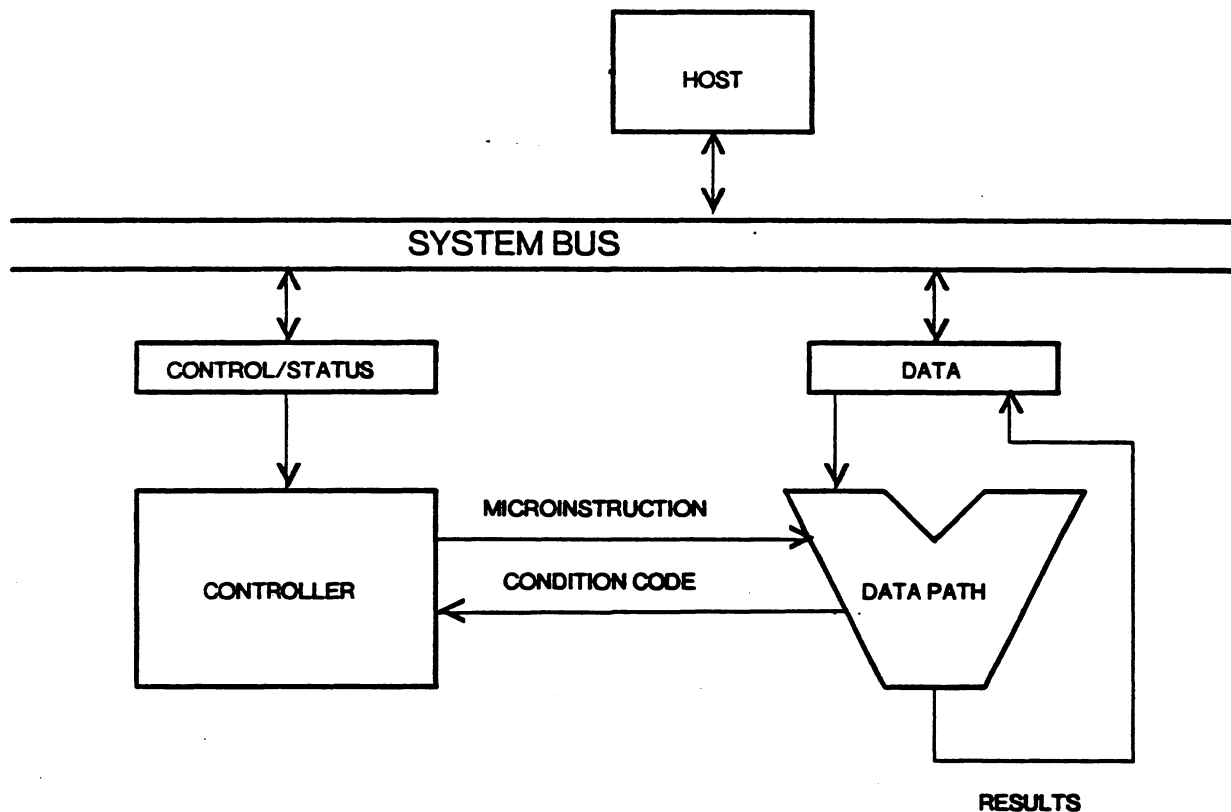 HOST
SYSTEM BUS
CONTROL/STATUS
DATA
MICROINSTRUCTION
CONTROLLER
CONDITION CODE
DATA PATH
RESULTS